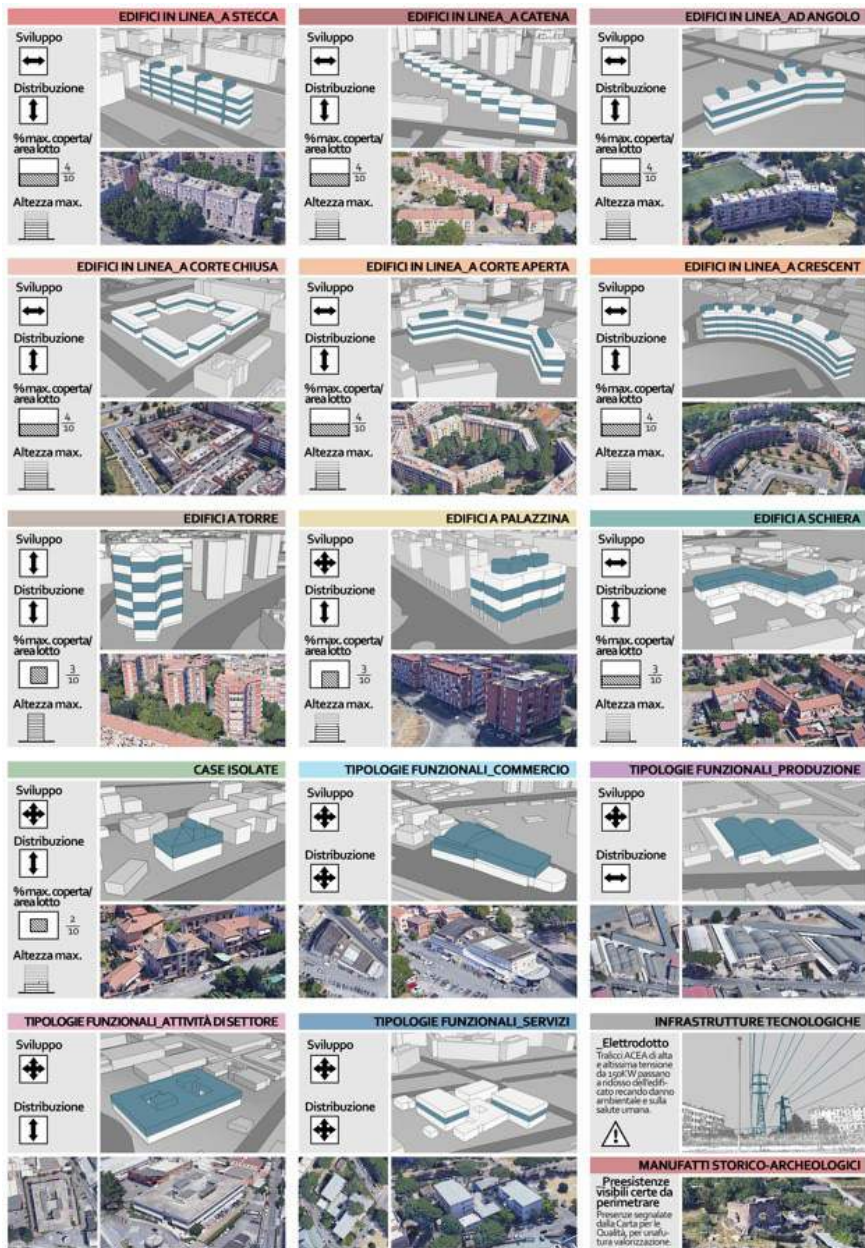 EDIFICI IN LINEA_A STECCA
Sviluppo
Distribuzione
%max. coperta/
area lotto
4
10
Altezza max.
EDIFICI IN LINEA_A CATENA
Sviluppo
Distribuzione
%max. coperta/
area lotto
4
10
Altezza max.
EDIFICI IN LINEA_AD ANGOLO
Sviluppo
Distribuzione
%max. coperta/
area lotto
4
10
Altezza max.
EDIFICI IN LINEA_A CORTE CHIUSA
Sviluppo
Distribuzione
%max. coperta/
area lotto
4
10
Altezza max.
EDIFICI IN LINEA_A CORTE APERTA
Sviluppo
Distribuzione
%max. coperta/
area lotto
4
10
Altezza max.
EDIFICI IN LINEA_A CRESCENT
Sviluppo
Distribuzione
%max. coperta/
area lotto
4
10
Altezza max.
EDIFICI A TORRE
Sviluppo
Distribuzione
%max. coperta/
area lotto
3
10
Altezza max.
EDIFICI A PALAZZINA
Sviluppo
Distribuzione
%max. coperta/
area lotto
3
10
Altezza max.
EDIFICI A SCHIERA
Sviluppo
Distribuzione
%max. coperta/
area lotto
3
10
Altezza max.
CASE ISOLATE
Sviluppo
Distribuzione
%max. coperta/
area lotto
2
10
Altezza max.
TIPOLOGIE FUNZIONALI_COMMERCIO
Sviluppo
Distribuzione
TIPOLOGIE FUNZIONALI_PRODUZIONE
Sviluppo
Distribuzione
TIPOLOGIE FUNZIONALI_ATTIVITÀ DI SETTORE
Sviluppo
Distribuzione
TIPOLOGIE FUNZIONALI_SERVIZI
Sviluppo
Distribuzione
INFRASTRUTTURE TECNOLOGICHE
_Elettrodotto
Tralicci ACEA di alta
e altissima tensione
da 150KW passano
a ridosso dell'edifi-
cato recando danno
ambientale e sulla
salute umana.
MANUFATTI STORICO-ARCHEOLOGICI
_Preesistenze
visibili certe da
perimetrare
Presenze segnalate
dalla Carta per le
Qualità, per una fu-
tura valorizzazione.